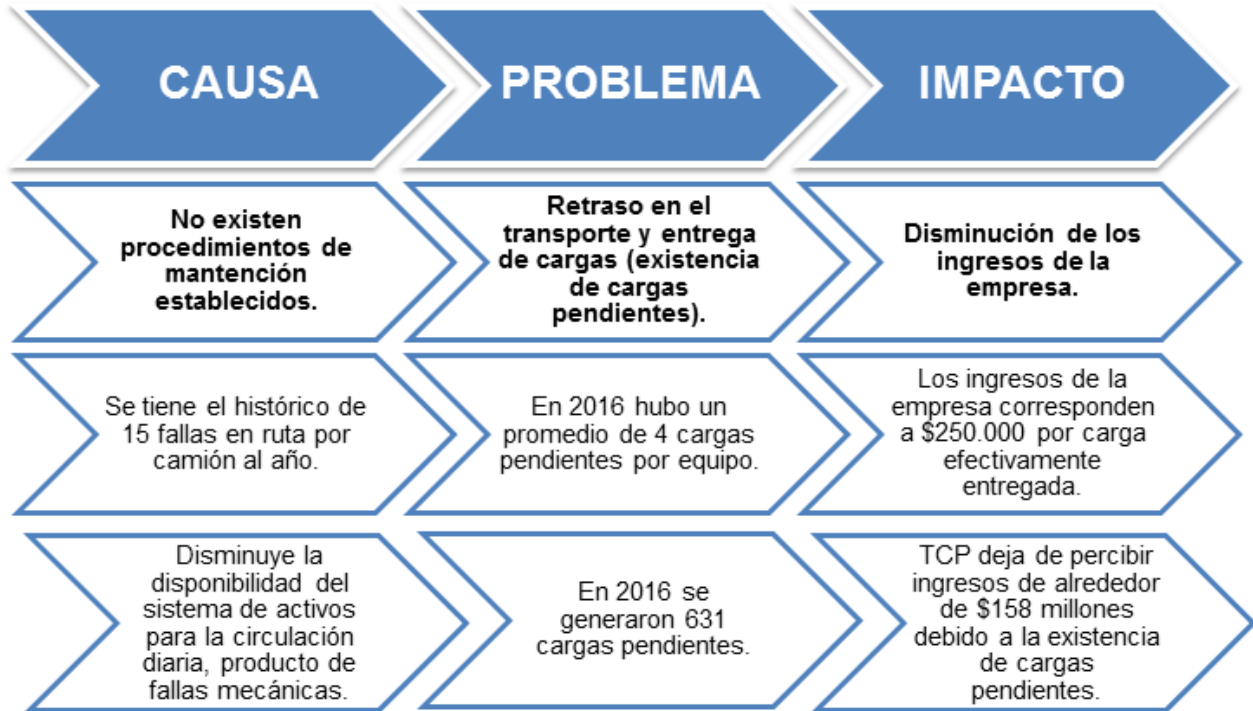 CAUSA
PROBLEMA
IMPACTO
No existen
procedimientos de
mantención
establecidos.
Retraso en el
transporte y entrega
de cargas (existencia
de cargas
pendientes).
Disminución de los
ingresos de la
empresa.
Se tiene el histórico de
15 fallas en ruta por
camión al año.
En 2016 hubo un
promedio de 4 cargas
pendientes por equipo.
Los ingresos de la
empresa corresponden
a $250.000 por carga
efectivamente
entregada.
Disminuye la
disponibilidad del
sistema de activos
para la circulación
diaria, producto de
fallas mecánicas.
En 2016 se
generaron 631
cargas pendientes.
TCP deja de percibir
ingresos de alrededor
de $158 millones
debido a la existencia
de cargas
pendientes.